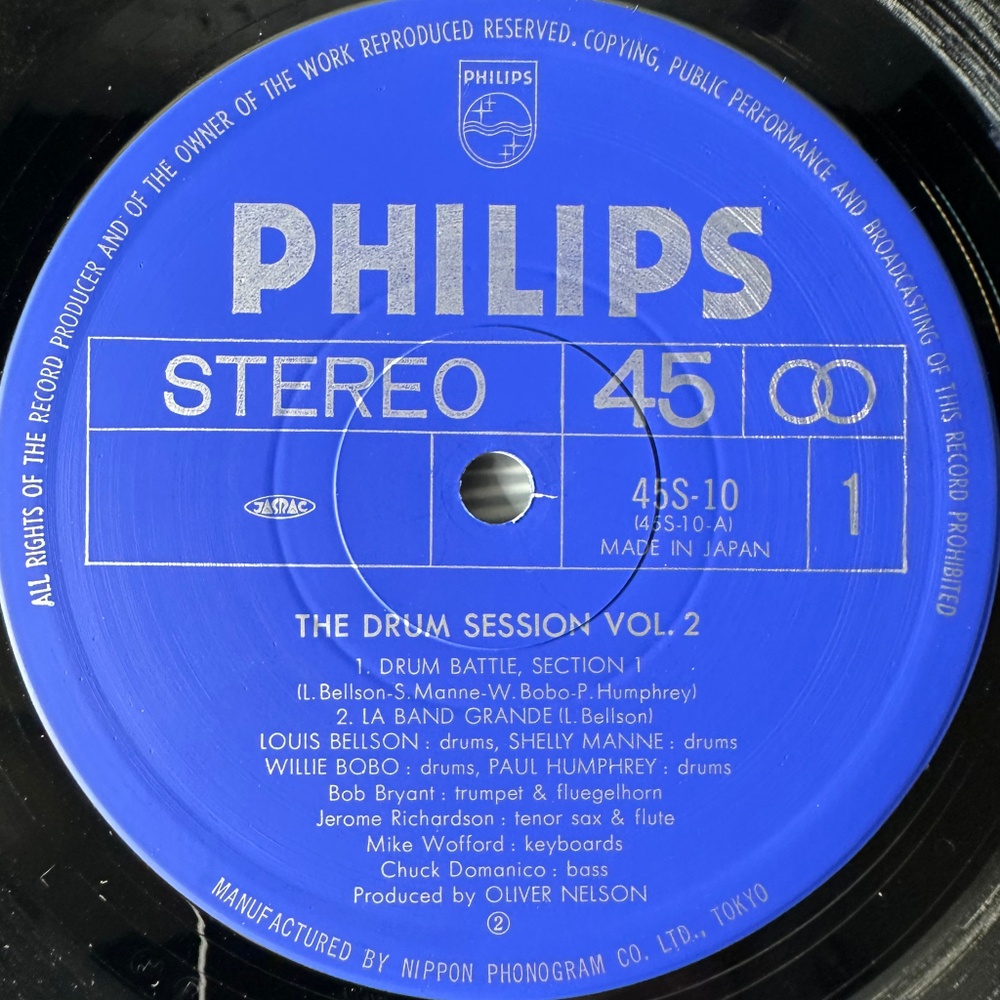 ALL RIGHTS OF THE RECORD PRODUCER AND OF THE OWNER OF THE WORK REPRODUCED RESERVED. COPYING, PUBLIC PERFORMANCE AND BROADCASTING OF THIS RECORD PROHIBITED
PHILIPS
PHILIPS
STEREO 45
JASRAC
45S-10 1
(45S-10-A)
MADE IN JAPAN
THE DRUM SESSION VOL. 2
1. DRUM BATTLE, SECTION 1
(L. Bellson-S. Manne-W. Bobo-P. Humphrey)
2. LA BAND GRANDE (L. Bellson)
LOUIS BELLSON : drums, SHELLY MANNE : drums
WILLIE BOBO : drums, PAUL HUMPHREY : drums
Bob Bryant : trumpet & fluegelhorn
Jerome Richardson : tenor sax & flute
Mike Wofford : keyboards
Chuck Domanico : bass
Produced by OLIVER NELSON
②
MANUFACTURED BY NIPPON PHONOGRAM CO. LTD., TOKYO